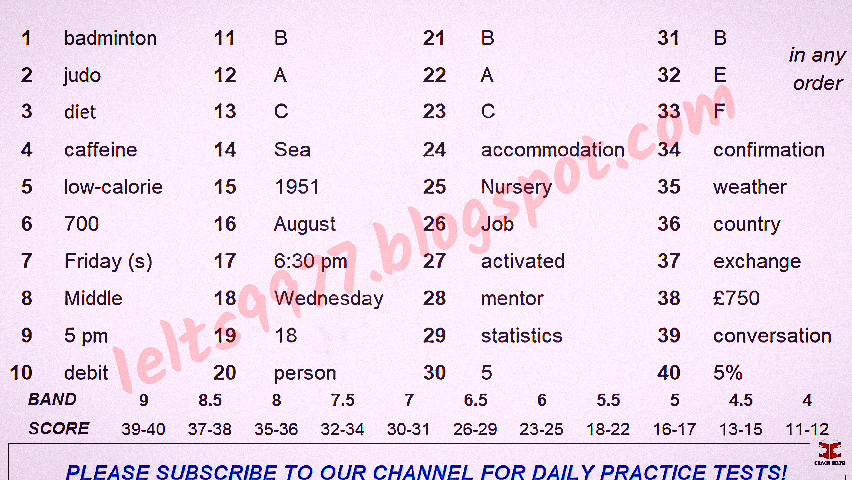 1 badminton 11 B 21 B 31 B
2 judo 12 A 22 A 32 E
in any order
3 diet 13 C 23 C 33 F
4 caffeine 14 Sea 24 accommodation 34 confirmation
5 low-calorie 15 1951 25 Nursery 35 weather
6 700 16 August 26 Job 36 country
7 Friday (s) 17 6:30 pm 27 activated 37 exchange
8 Middle 18 Wednesday 28 mentor 38 £750
9 5 pm 19 18 29 statistics 39 conversation
10 debit 20 person 30 5 40 5%
BAND 9 8.5 8 7.5 7 6.5 6 5.5 5 4.5 4
SCORE 39-40 37-38 35-36 32-34 30-31 26-29 23-25 18-22 16-17 13-15 11-12
PLEASE SUBSCRIBE TO OUR CHANNEL FOR DAILY PRACTICE TESTS!
Ielts9977.blogspot.com